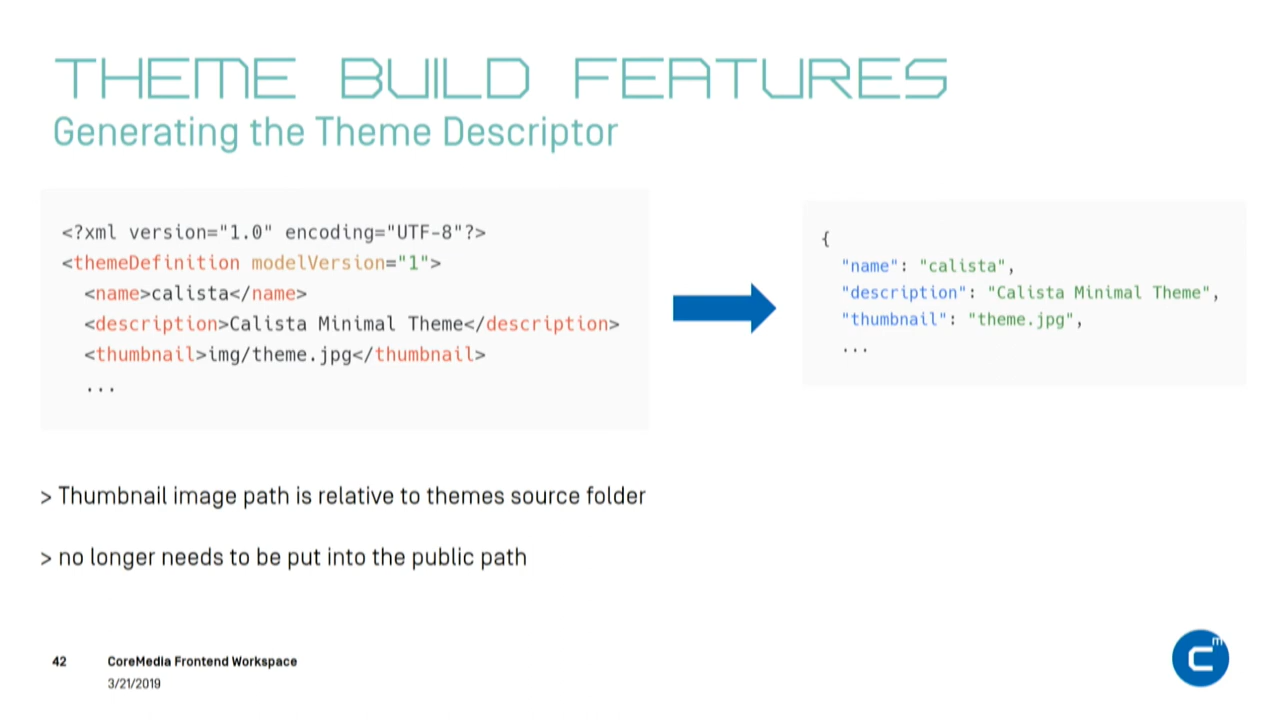 THEME BUILD FEATURES
Generating the Theme Descriptor
<?xml version="1.0" encoding="UTF-8"?>
<themeDefinition modelVersion="1">
<name>calista</name>
<description>Calista Minimal Theme</description>
<thumbnail>img/theme.jpg</thumbnail>
...
{
"name": "calista",
"description": "Calista Minimal Theme",
"thumbnail": "theme.jpg",
...
> Thumbnail image path is relative to themes source folder
> no longer needs to be put into the public path
42 CoreMedia Frontend Workspace
3/21/2019
C m